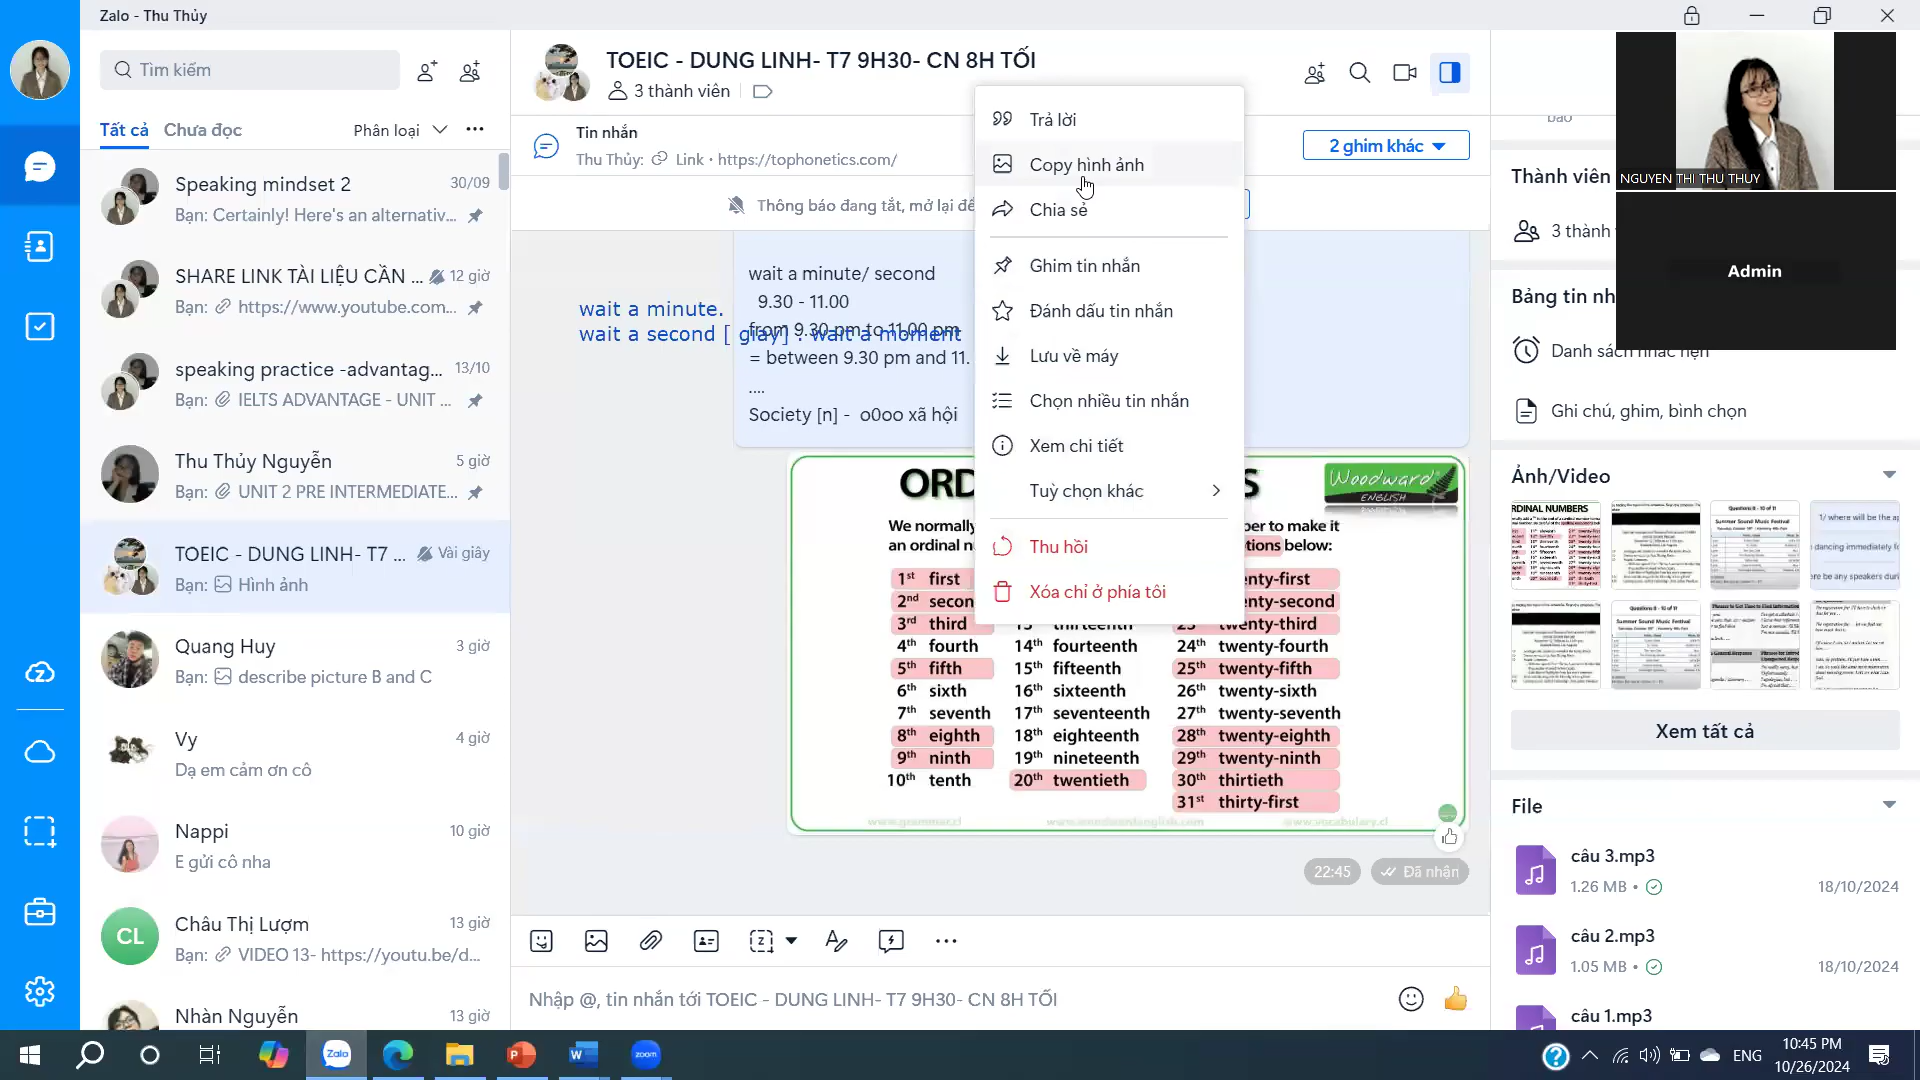 Zalo - Thu Thủy
Tìm kiếm
Tất cả
Chưa đọc
Phân loại
Speaking mindset 2
30/09
Bạn: Certainly! Here's an alternativ...
SHARE LINK TÀI LIỆU CẦN ...
12 giờ
Bạn: https://www.youtube.com...
speaking practice -advantag...
13/10
Bạn: IELTS ADVANTAGE - UNIT ...
Thu Thủy Nguyễn
5 giờ
Bạn: UNIT 2 PRE INTERMEDIATE...
TOEIC - DUNG LINH- T7 ...
Vài giây
Bạn: Hình ảnh
Quang Huy
3 giờ
Bạn: describe picture B and C
Vy
4 giờ
Dạ em cảm ơn cô
Nappi
10 giờ
E gửi cô nha
CL
Châu Thị Lượm
13 giờ
Bạn: VIDEO 13- https://youtu.be/d...
Nhàn Nguyễn
13 giờ
TOEIC - DUNG LINH- T7 9H30- CN 8H TỐI
3 thành viên
Tin nhắn
Thu Thủy: Link · https://tophonetics.com/
2 ghim khác
Thông báo đang tắt, mở lại để
wait a minute/ second
9.30 - 11.00
from 9.30 pm to 11.00 pm
= between 9.30 pm and 11.
....
Society [n] - o0oo xã hội
wait a minute.
wait a second [ giay] . wait a moment
Trả lời
Copy hình ảnh
Chia sẻ
Ghim tin nhắn
Đánh dấu tin nhắn
Lưu về máy
Chọn nhiều tin nhắn
Xem chi tiết
Tuỳ chọn khác
Thu hồi
Xóa chỉ ở phía tôi
ORD
S
Woodward
ENGLISH
We normally
ber to make it
an ordinal n
tions below:
1st first
enty-first
2nd secon
enty-second
3rd third
thirteenth
twenty-third
4th fourth
14th fourteenth
24th twenty-fourth
5th fifth
15th fifteenth
25th twenty-fifth
6th sixth
16th sixteenth
26th twenty-sixth
7th seventh
17th seventeenth
27th twenty-seventh
8th eighth
18th eighteenth
28th twenty-eighth
9th ninth
19th nineteenth
29th twenty-ninth
10th tenth
20th twentieth
30th thirtieth
31st thirty-first
www.grammar.cl
www.woodwardenglish.com
www.vocabulary.cl
22:45
Đã nhận
Nhập @, tin nhắn tới TOEIC - DUNG LINH- T7 9H30- CN 8H TỐI
NGUYEN THI THU THUY
Admin
Thành viên
3 thành
Bảng tin nh
Danh sách nhắc hẹn
Ghi chú, ghim, bình chọn
Ảnh/Video
Xem tất cả
File
câu 3.mp3
1.26 MB
18/10/2024
câu 2.mp3
1.05 MB
18/10/2024
câu 1.mp3
Zalo
zoom
ENG
10:45 PM
10/26/2024